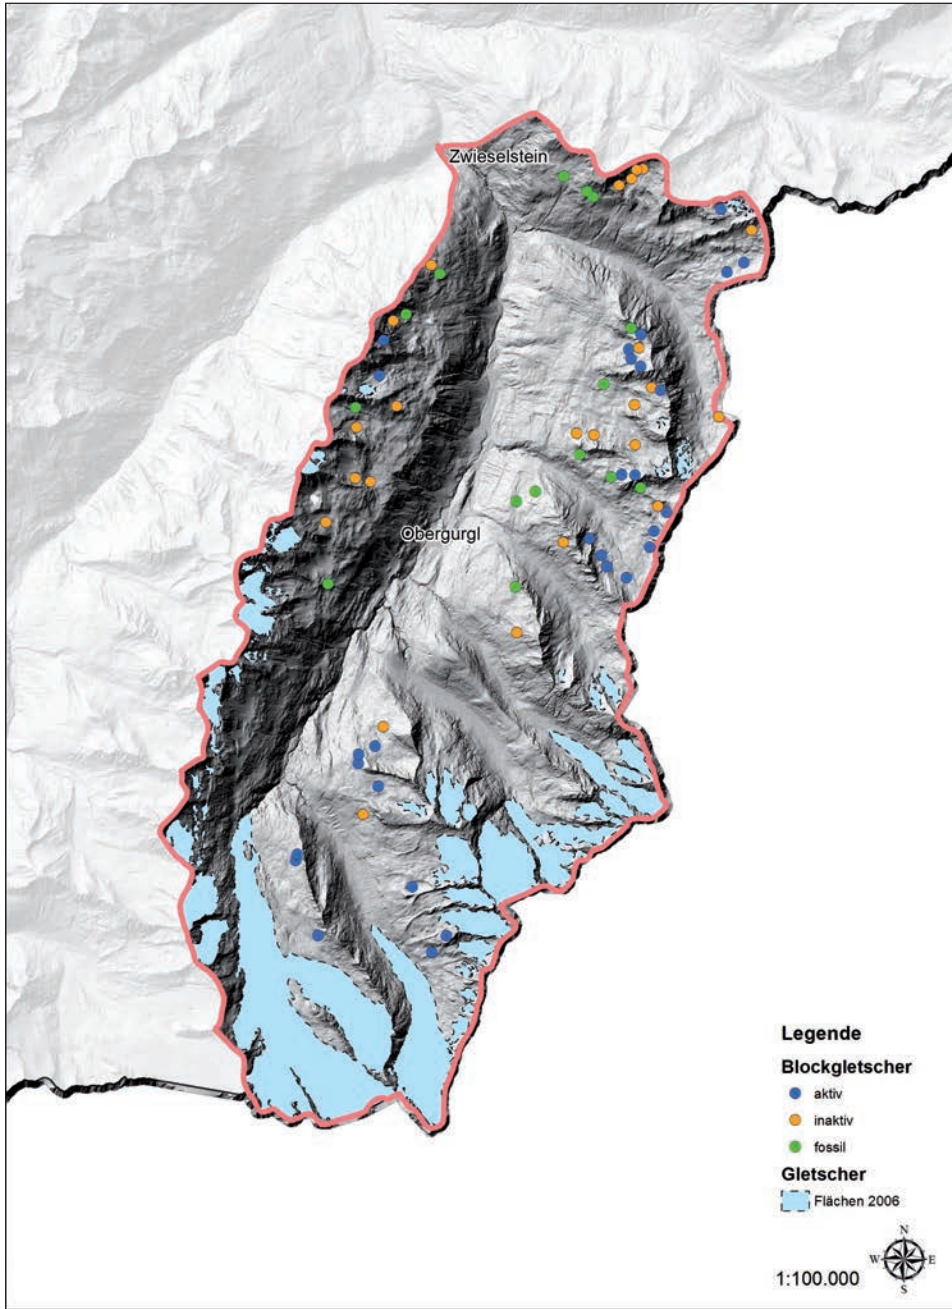 Zwieselstein
Obergurgl
Legende
Blockgletscher
aktiv
inaktiv
fossil
Gletscher
Flächen 2006
N
W E
S
1:100.000